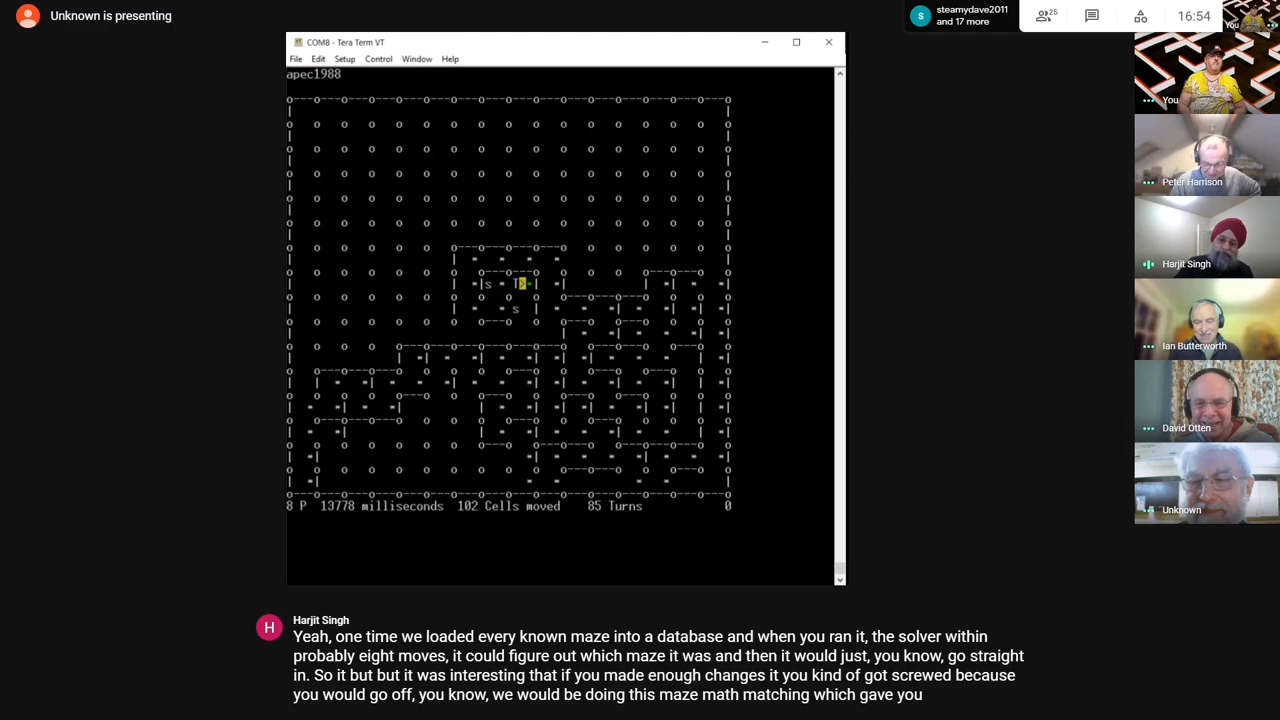 Unknown is presenting
steamydave2011
and 17 more
25
16:54
You
COM8 - Tera Term VT
File Edit Setup Control Window Help
apec1988
8 P 13778 milliseconds 102 Cells moved 85 Turns 0
You
Peter Harrison
Harjit Singh
Ian Butterworth
David Otten
Unknown
H
Harjit Singh
Yeah, one time we loaded every known maze into a database and when you ran it, the solver within
probably eight moves, it could figure out which maze it was and then it would just, you know, go straight
in. So it but but it was interesting that if you made enough changes it you kind of got screwed because
you would go off, you know, we would be doing this maze math matching which gave you